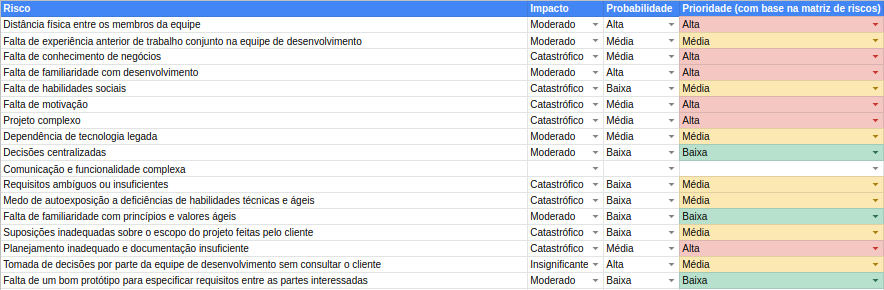 Risco Impacto Probabilidade Prioridade (com base na matriz de riscos)
Distância física entre os membros da equipe Moderado Alta Alta
Falta de experiência anterior de trabalho conjunto na equipe de desenvolvimento Moderado Média Média
Falta de conhecimento de negócios Catastrófico Média Alta
Falta de familiaridade com desenvolvimento Moderado Alta Alta
Falta de habilidades sociais Catastrófico Baixa Média
Falta de motivação Catastrófico Média Alta
Projeto complexo Catastrófico Média Alta
Dependência de tecnologia legada Moderado Média Média
Decisões centralizadas Moderado Baixa Baixa
Comunicação e funcionalidade complexa
Requisitos ambíguos ou insuficientes Catastrófico Baixa Média
Medo de autoexposição a deficiências de habilidades técnicas e ágeis Catastrófico Baixa Média
Falta de familiaridade com princípios e valores ágeis Moderado Baixa Baixa
Suposições inadequadas sobre o escopo do projeto feitas pelo cliente Catastrófico Baixa Média
Planejamento inadequado e documentação insuficiente Catastrófico Média Alta
Tomada de decisões por parte da equipe de desenvolvimento sem consultar o cliente Insignificante Alta Média
Falta de um bom protótipo para especificar requisitos entre as partes interessadas Moderado Baixa Baixa